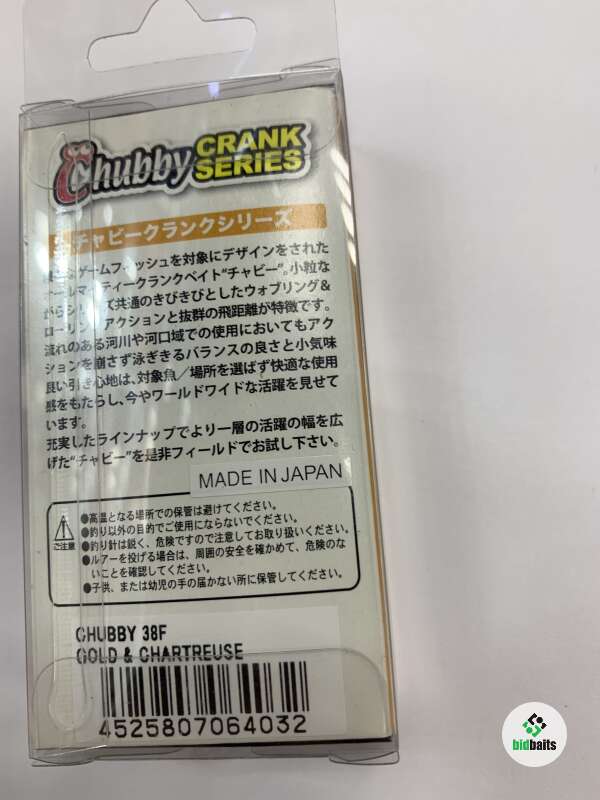 Chubby CRANK SERIES
チャビークランクシリーズ
ゲームフィッシュを対象にデザインをされた
ティークランクベイト“チャビー”。小粒な
がらシリーズ共通のきびきびとしたウォブリング&
ローリングアクションと抜群の飛距離が特徴です。
流れのある河川や河口域での使用においてもアク
ションを崩さず泳ぎきるバランスの良さと小気味
良い引き心地は、対象魚／場所を選ばず快適な使用
感をもたらし、今やワールドワイドな活躍を見せて
います。
充実したラインナップでより一層の活躍の幅を広
げた“チャビー”を是非フィールドでお試し下さい。
MADE IN JAPAN
ご注意
●高温となる場所での保管は避けてください。
●釣り以外の目的でご使用にならないでください。
●釣り針は鋭く、危険ですので注意してお取り扱いください。
●ルアーを投げる場合は、周囲の安全を確かめて、危険のな
いことを確認してください。
●子供、または幼児の手の届かない所に保管してください。
CHUBBY 38F
GOLD & CHARTREUSE
4525807064032
bidbaits